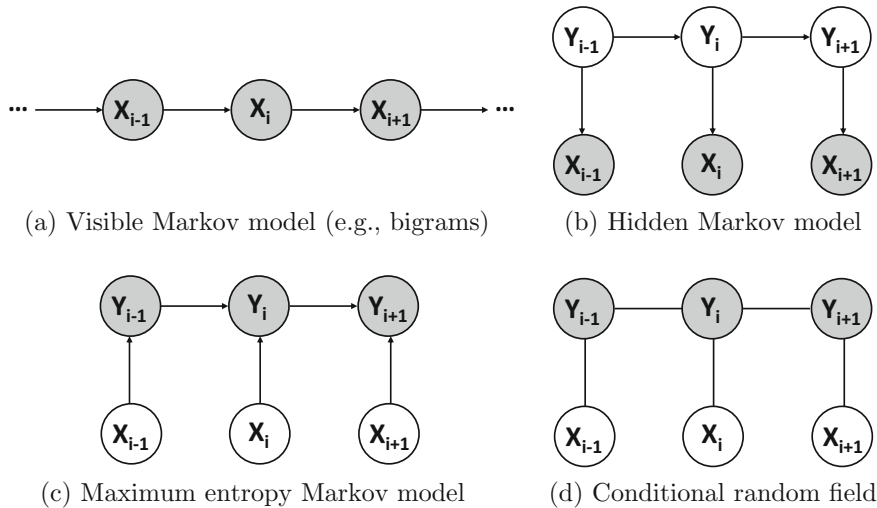 Y_{i-1} Y_i Y_{i+1}
... X_{i-1} X_i X_{i+1} ...
X_{i-1} X_i X_{i+1}
(a) Visible Markov model (e.g., bigrams)
(b) Hidden Markov model
Y_{i-1} Y_i Y_{i+1}
X_{i-1} X_i X_{i+1}
(c) Maximum entropy Markov model
Y_{i-1} Y_i Y_{i+1}
X_{i-1} X_i X_{i+1}
(d) Conditional random field